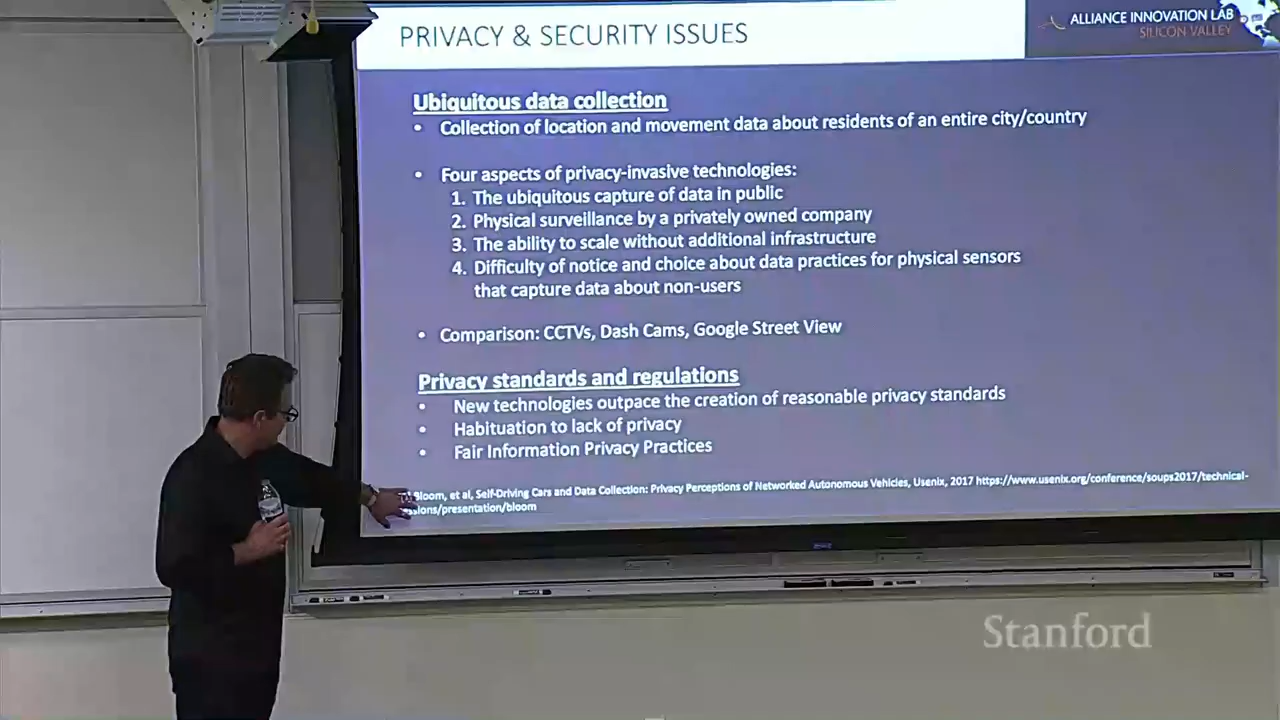 PRIVACY & SECURITY ISSUES
ALLIANCE INNOVATION LAB
SILICON VALLEY
Ubiquitous data collection
• Collection of location and movement data about residents of an entire city/country
• Four aspects of privacy-invasive technologies:
1. The ubiquitous capture of data in public
2. Physical surveillance by a privately owned company
3. The ability to scale without additional infrastructure
4. Difficulty of notice and choice about data practices for physical sensors
that capture data about non-users
• Comparison: CCTVs, Dash Cams, Google Street View
Privacy standards and regulations
• New technologies outpace the creation of reasonable privacy standards
• Habituation to lack of privacy
• Fair Information Privacy Practices
Bloom, et al, Self-Driving Cars and Data Collection: Privacy Perceptions of Networked Autonomous Vehicles, Usenix, 2017 https://www.usenix.org/conference/soups2017/technical-
sions/presentation/bloom
Stanford